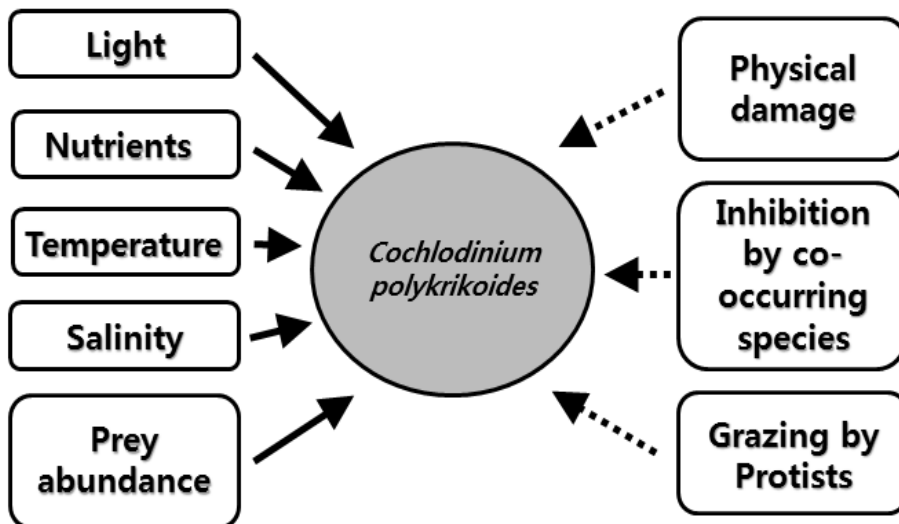 Light
Nutrients
Temperature
Salinity
Prey
abundance
Cochlodinium
polykrikoides
Physical
damage
Inhibition
by co-
occurring
species
Grazing by
Protists